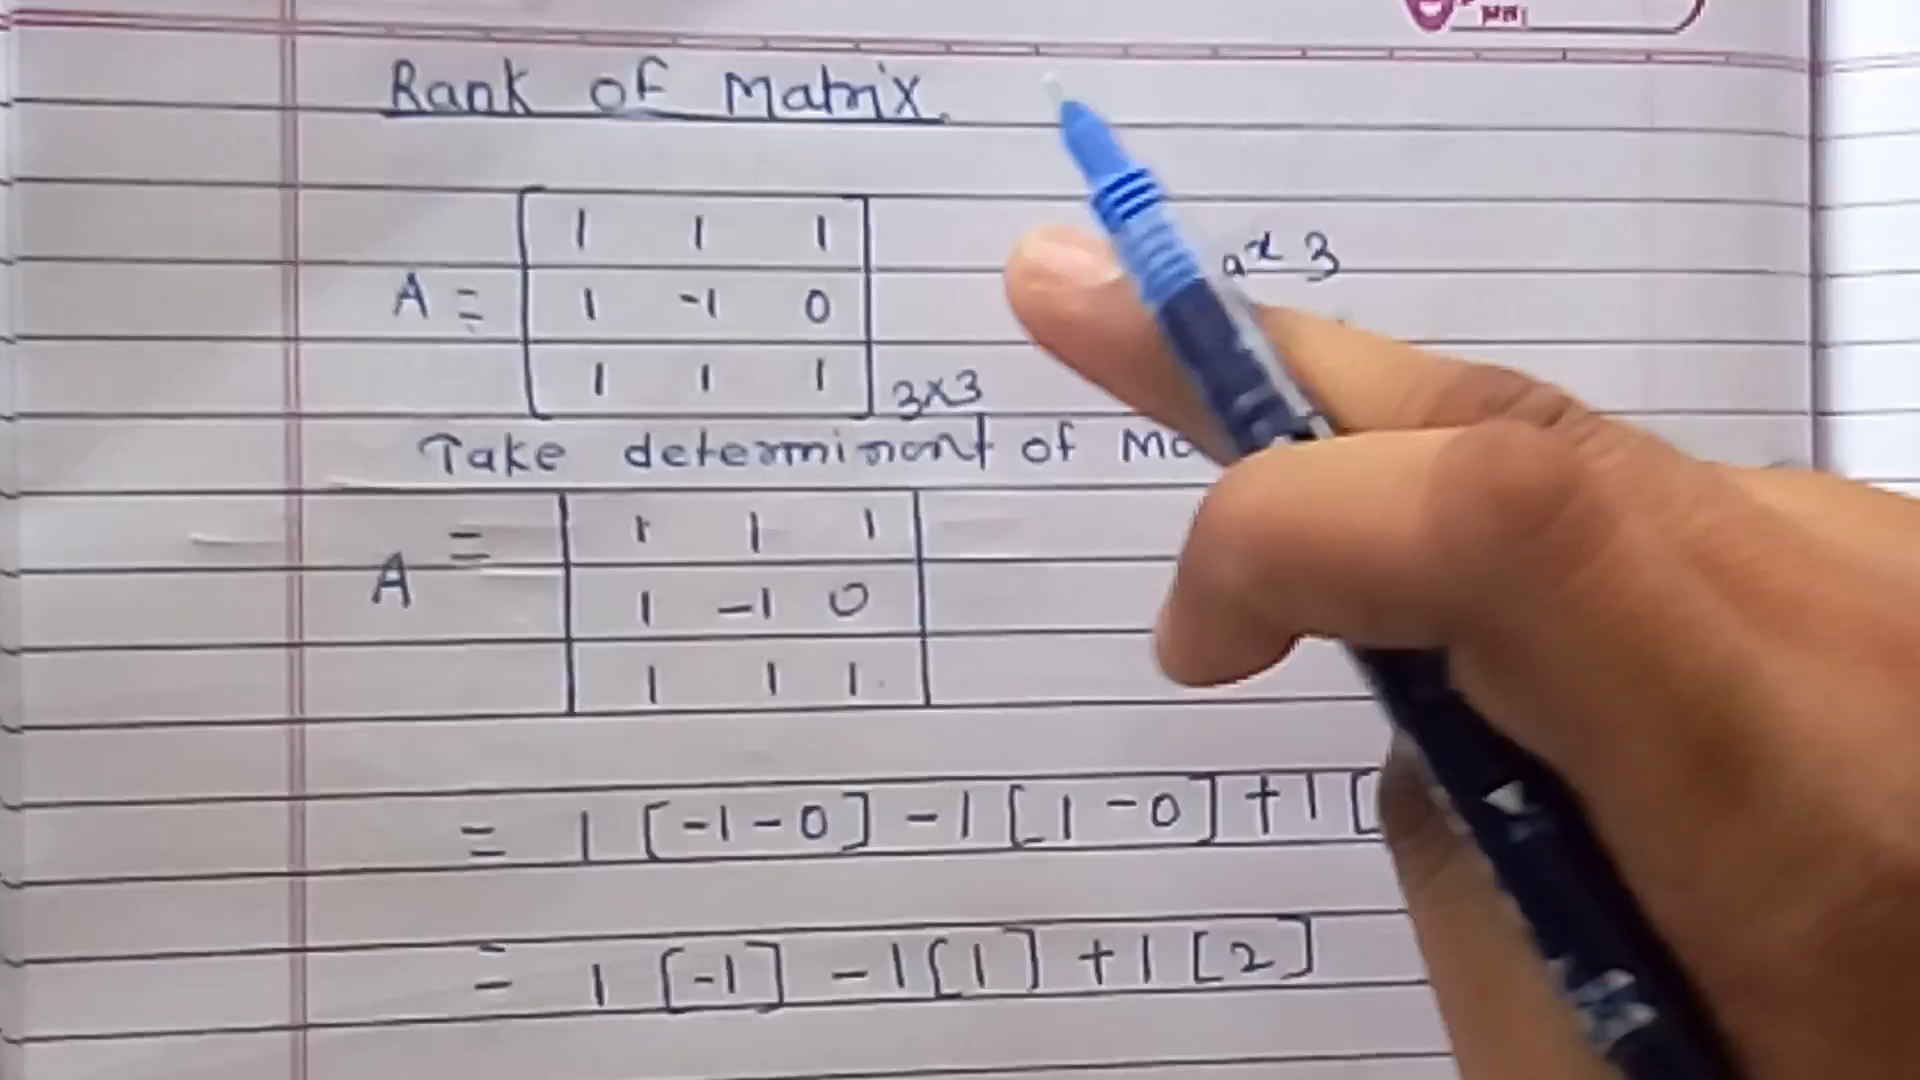 Rank of Matrix
1 1 1
A = 1 -1 0
1 1 1 3×3
3
Take determinant of
1 1 1
A = 1 -1 0
1 1 1
= 1 [-1-0] -1 [1-0] +1 [
= 1 [-1] -1 [1] +1 [2]